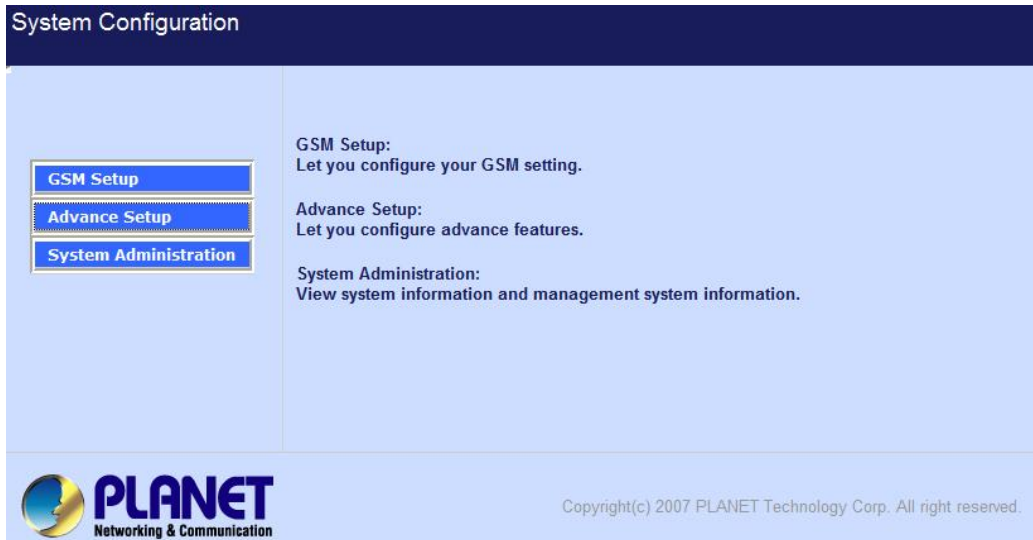 System Configuration
GSM Setup
Advance Setup
System Administration
GSM Setup:
Let you configure your GSM setting.
Advance Setup:
Let you configure advance features.
System Administration:
View system information and management system information.
PLANET
Networking & Communication
Copyright(c) 2007 PLANET Technology Corp. All right reserved.